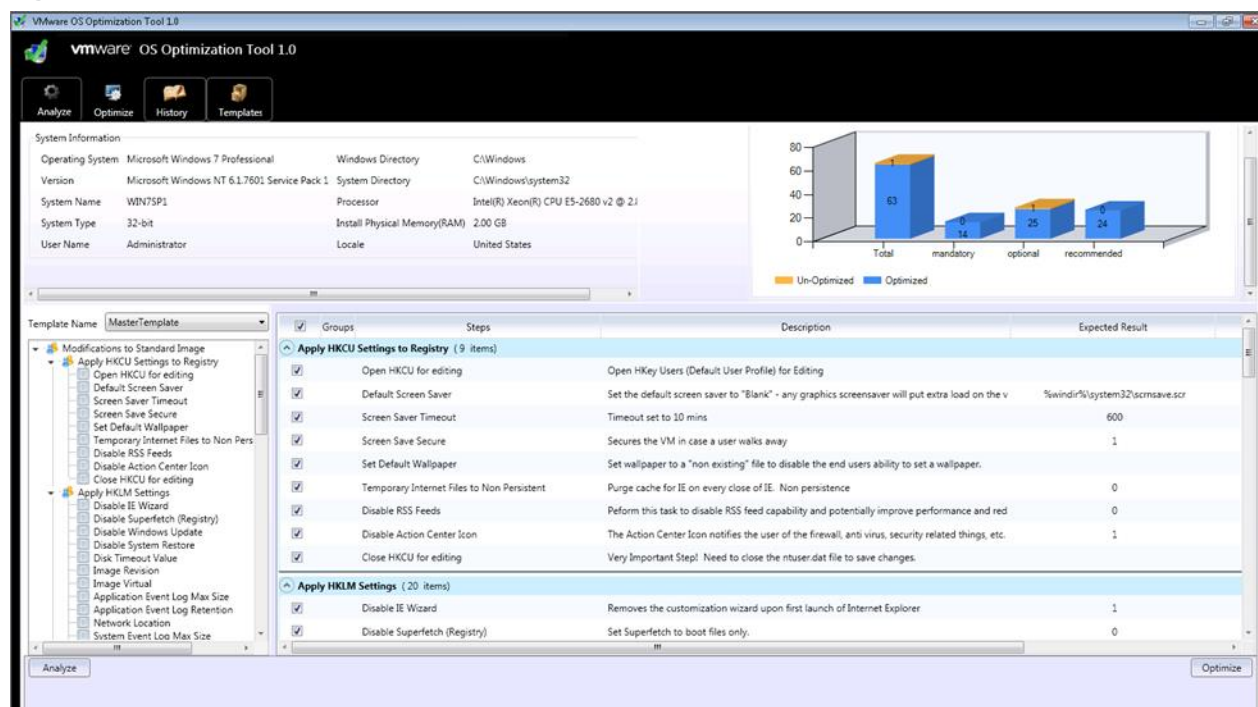 VMware OS Optimization Tool 1.0
vmware OS Optimization Tool 1.0
Analyze Optimize History Templates
System Information
Operating System Microsoft Windows 7 Professional Windows Directory C:\Windows
Version Microsoft Windows NT 6.1.7601 Service Pack 1 System Directory C:\Windows\system32
System Name WIN7SP1 Processor Intel(R) Xeon(R) CPU E5-2680 v2 @ 2.
System Type 32-bit Install Physical Memory(RAM) 2.00 GB
User Name Administrator Locale United States
80
60
40
20
0
1
63
0
14
1
25
0
24
Total mandatory optional recommended
Un-Optimized Optimized
Template Name MasterTemplate
Modifications to Standard Image
Apply HKCU Settings to Registry
Open HKCU for editing
Default Screen Saver
Screen Saver Timeout
Screen Save Secure
Set Default Wallpaper
Temporary Internet Files to Non Pers
Disable RSS Feeds
Disable Action Center Icon
Close HKCU for editing
Apply HKLM Settings
Disable IE Wizard
Disable Superfetch (Registry)
Disable Windows Update
Disable System Restore
Disk Timeout Value
Image Revision
Image Virtual
Application Event Log Max Size
Application Event Log Retention
Network Location
System Event Log Max Size
Groups Steps Description Expected Result
Apply HKCU Settings to Registry ( 9 items)
Open HKCU for editing Open HKey Users (Default User Profile) for Editing
Default Screen Saver Set the default screen saver to "Blank" - any graphics screensaver will put extra load on the v %windir%\system32\scrnsave.scr
Screen Saver Timeout Timeout set to 10 mins 600
Screen Save Secure Secures the VM in case a user walks away 1
Set Default Wallpaper Set wallpaper to a "non existing" file to disable the end users ability to set a wallpaper.
Temporary Internet Files to Non Persistent Purge cache for IE on every close of IE. Non persistence 0
Disable RSS Feeds Peform this task to disable RSS feed capability and potentially improve performance and red 0
Disable Action Center Icon The Action Center Icon notifies the user of the firewall, anti virus, security related things, etc. 1
Close HKCU for editing Very Important Step! Need to close the ntuser.dat file to save changes.
Apply HKLM Settings ( 20 items)
Disable IE Wizard Removes the customization wizard upon first launch of Internet Explorer 1
Disable Superfetch (Registry) Set Superfetch to boot files only. 0
Analyze Optimize